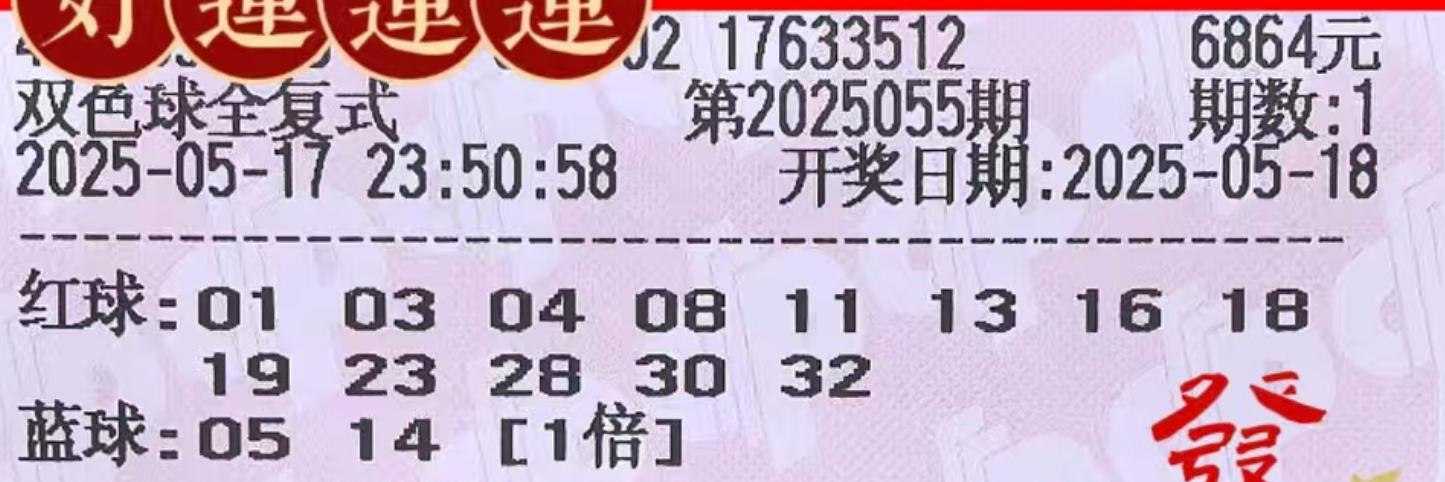 好運運運
02 17633512 6864元
双色球全复式 第2025055期 期数:1
2025-05-17 23:50:58 开奖日期:2025-05-18
红球:01 03 04 08 11 13 16 18
19 23 28 30 32
蓝球:05 14 [1倍]
發